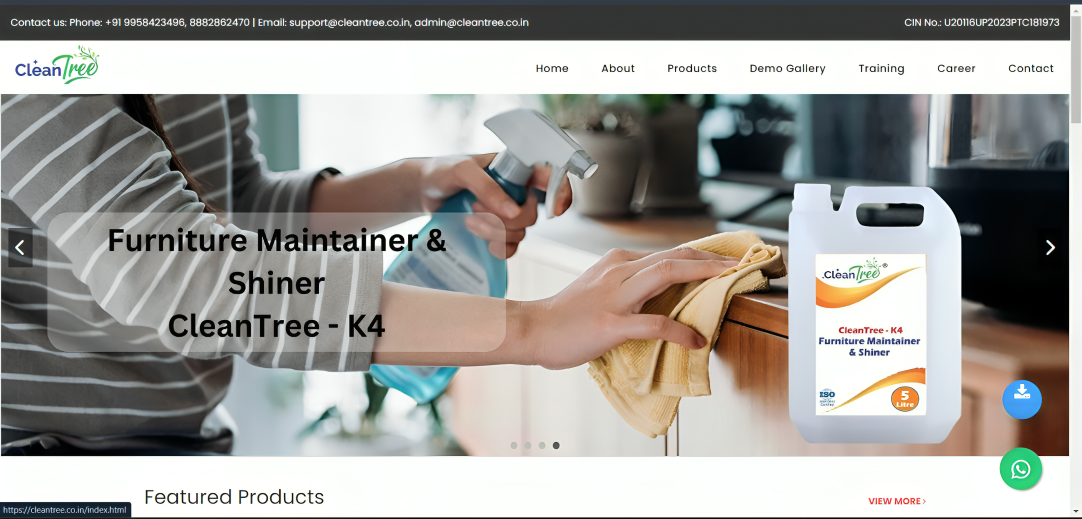 Contact us: Phone: +91 9958423496, 8882862470 | Email: support@cleantree.co.in, admin@cleantree.co.in
CIN No.: U20116UP2023PTC181973
CleanTree
Home About Products Demo Gallery Training Career Contact
Furniture Maintainer &
Shiner
CleanTree - K4
CleanTree®
CleanTree - K4
Furniture Maintainer
& Shiner
ISO
5
Litre
Featured Products
VIEW MORE
https://cleantree.co.in/index.html